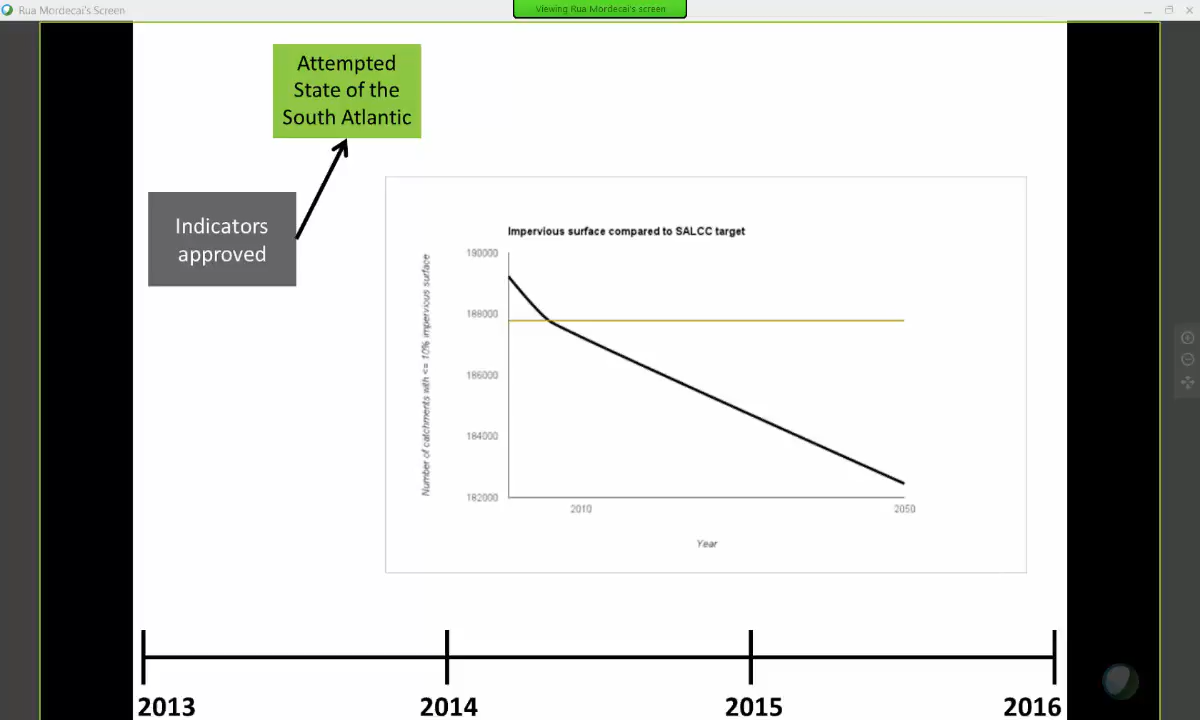 Rua Mordecai's Screen
Viewing Rua Mordecai's screen
Attempted
State of the
South Atlantic
Indicators
approved
Impervious surface compared to SALCC target
Number of catchments with <= 10% impervious surface
190000
188000
186000
184000
182000
2010
2050
Year
2013
2014
2015
2016